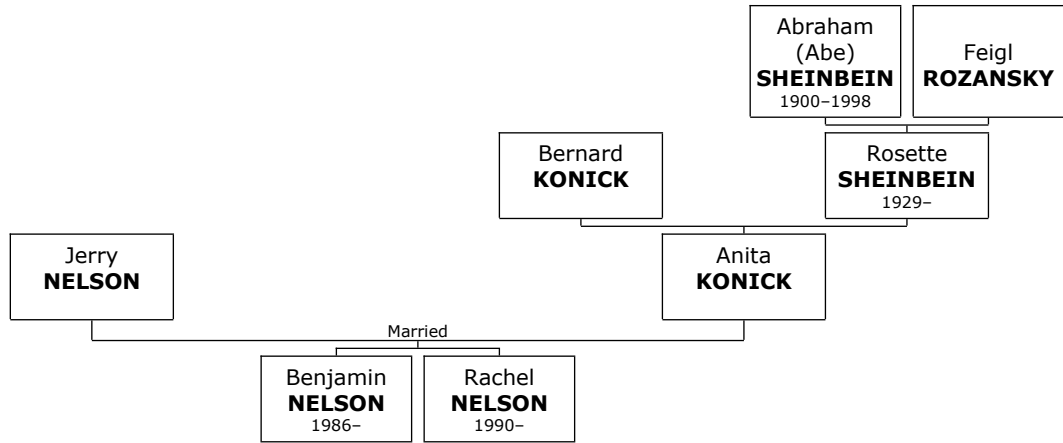 Abraham
(Abe)
SHEINBEIN
1900–1998
Feigl
ROZANSKY
Bernard
KONICK
Rosette
SHEINBEIN
1929–
Jerry
NELSON
Anita
KONICK
Married
Benjamin
NELSON
1986–
Rachel
NELSON
1990–